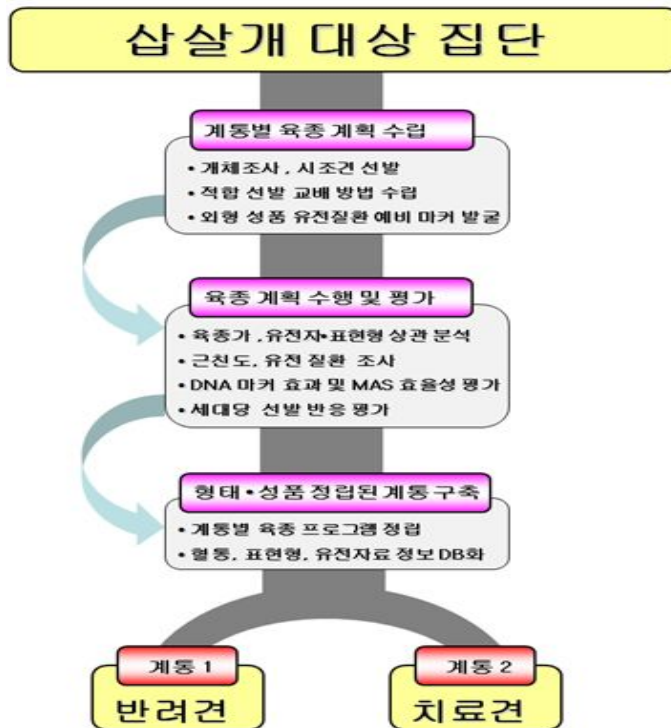 삽살개 대상 집단
계통별 육종 계획 수립
• 개체조사 , 시조견 선발
• 적합 선발 교배 방법 수립
• 외형 성품 유전질환 예비 마커 발굴
육종 계획 수행 및 평가
• 육종가 ,유전자•표현형 상관 분석
• 근친도, 유전 질환 조사
• DNA 마커 효과 및 MAS 효율성 평가
• 세대당 선발 반응 평가
형태•성품 정립된 계통 구축
• 계통별 육종 프로그램 정립
• 혈통, 표현형, 유전자료 정보 DB화
계통 1
반려견
계통 2
치료견